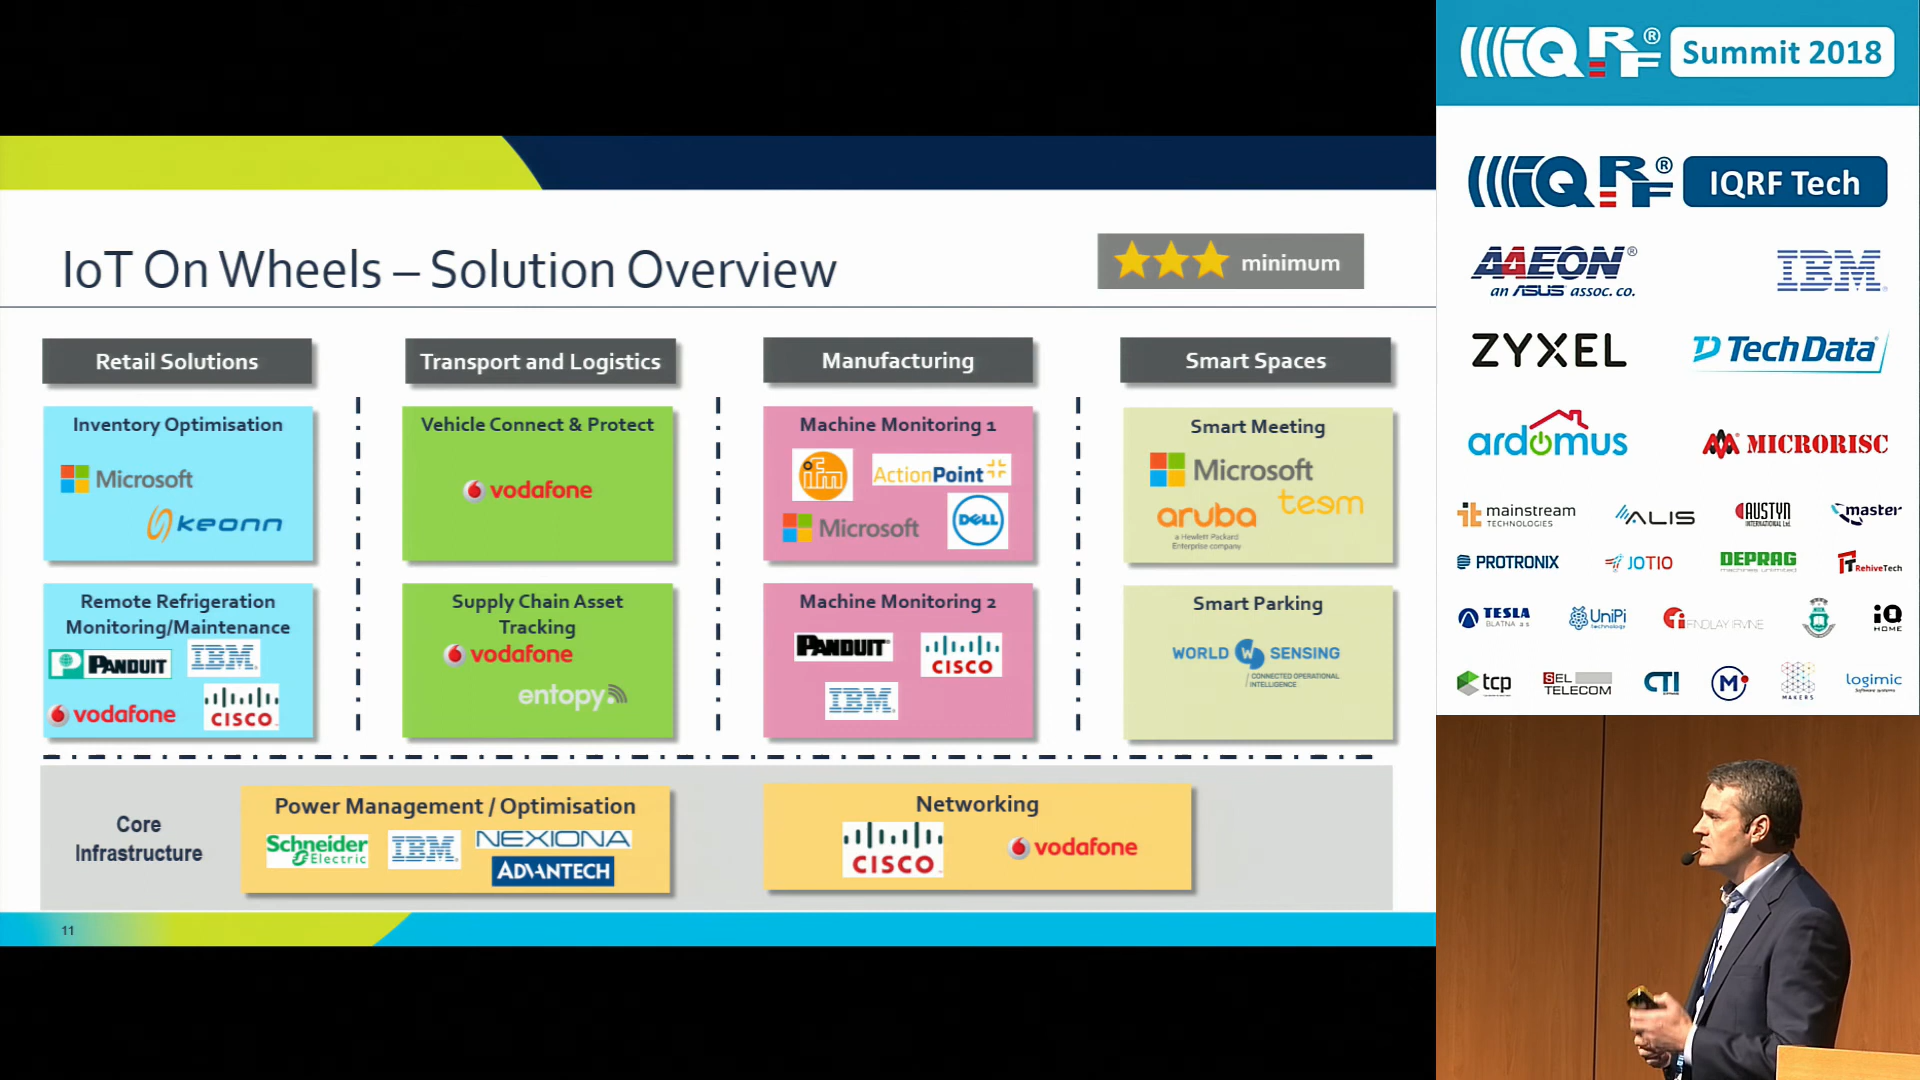 IoT On Wheels – Solution Overview
minimum
Retail Solutions
Inventory Optimisation
Microsoft
keonn
Remote Refrigeration
Monitoring/Maintenance
PANDUIT
IBM
vodafone
CISCO
Transport and Logistics
Vehicle Connect & Protect
vodafone
Supply Chain Asset
Tracking
vodafone
entopy
Manufacturing
Machine Monitoring 1
ifm
ActionPoint
Microsoft
DELL
Machine Monitoring 2
PANDUIT
CISCO
IBM
Smart Spaces
Smart Meeting
Microsoft
aruba
a Hewlett Packard
Enterprise company
teem
Smart Parking
WORLD W SENSING
CONNECTED OPERATIONAL
INTELLIGENCE
Core
Infrastructure
Power Management / Optimisation
Schneider
Electric
IBM
NEXIONA
ADVANTECH
Networking
CISCO
vodafone
11
IQRF® Summit 2018
IQRF® IQRF Tech
AAEON®
an ASUS assoc. co.
IBM
ZYXEL
Tech Data
ardomus
MICRORISC
mainstream
TECHNOLOGIES
ALIS
AUSTYN
INTERNATIONAL Ltd.
master
PROTRONIX
JOTIO
DEPRAG
machines unlimited
RehiveTech
TESLA
BLATNA a.s
UniPi
technology
FINDLAY IRVINE
iQ
HOME
tcp
SEL
TELECOM
CTI
M
MAKERS
logimic
Software systems